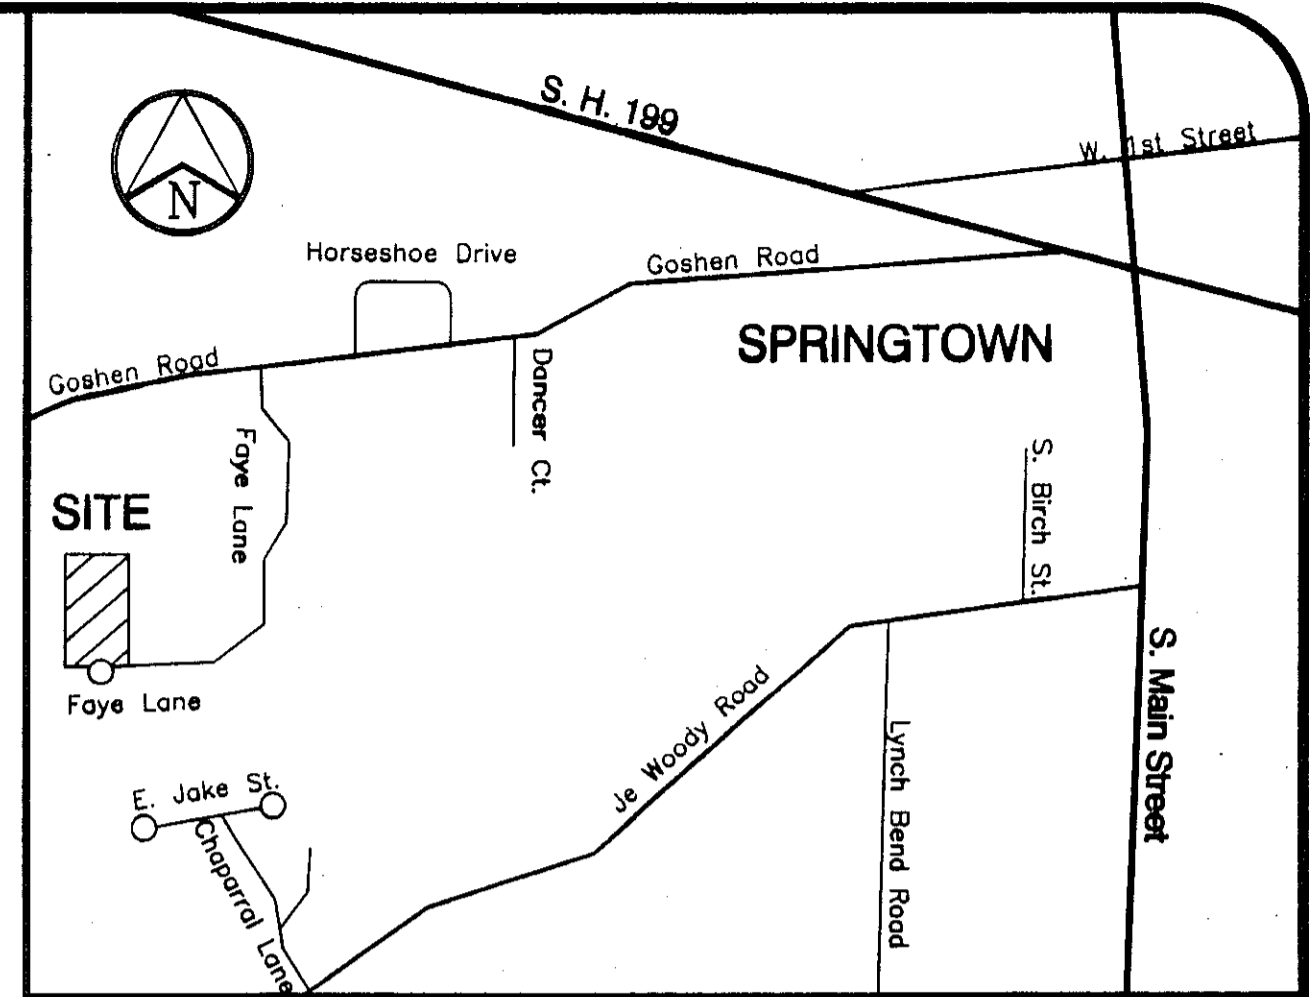 S. H. 199
W. 1st Street
N
Horseshoe Drive
Goshen Road
SPRINGTOWN
Goshen Road
Dancer Ct.
Faye Lane
S. Birch St.
SITE
Faye Lane
S. Main Street
Je Woody Road
Lynch Bend Road
E. Jake St.
Chaparral Lane